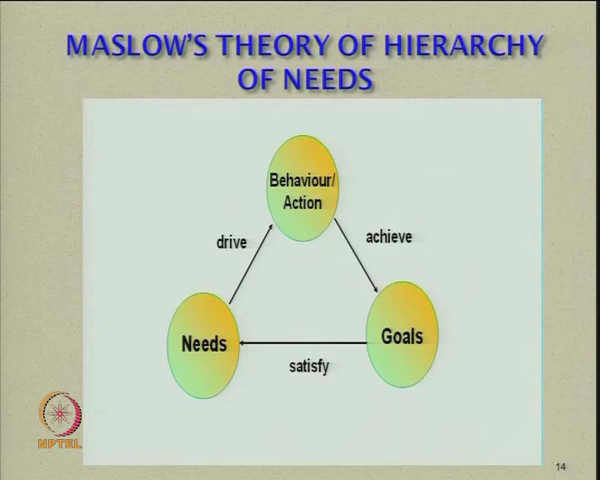 MASLOW'S THEORY OF HIERARCHY
OF NEEDS
Behaviour/
Action
drive
achieve
Needs
Goals
satisfy
NPTEL
14